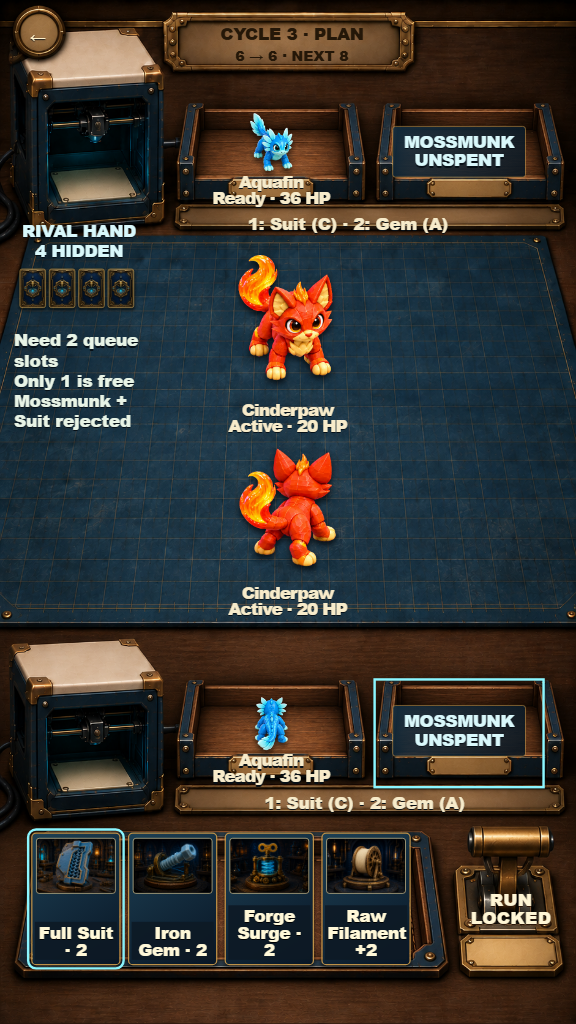 ←
CYCLE 3 · PLAN
6 → 6 · NEXT 8
MOSSMUNK
UNSPENT
Aquafin
Ready · 36 HP
1: Suit (C) · 2: Gem (A)
RIVAL HAND
4 HIDDEN
Need 2 queue
slots
Only 1 is free
Mossmunk +
Suit rejected
Cinderpaw
Active · 20 HP
Cinderpaw
Active · 20 HP
MOSSMUNK
UNSPENT
Aquafin
Ready · 36 HP
1: Suit (C) · 2: Gem (A)
Full Suit
· 2
Iron
Gem · 2
Forge
Surge ·
2
Raw
Filament
+2
RUN
LOCKED